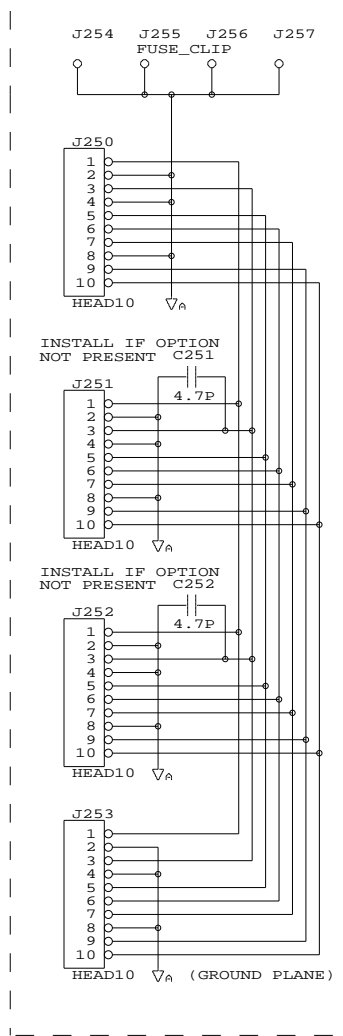 J254 J255 J256 J257
FUSE_CLIP
J250
1
2
3
4
5
6
7
8
9
10
HEAD10 A
INSTALL IF OPTION
NOT PRESENT C251
4.7P
J251
1
2
3
4
5
6
7
8
9
10
HEAD10 A
INSTALL IF OPTION
NOT PRESENT C252
4.7P
J252
1
2
3
4
5
6
7
8
9
10
HEAD10 A
J253
1
2
3
4
5
6
7
8
9
10
HEAD10 A (GROUND PLANE)